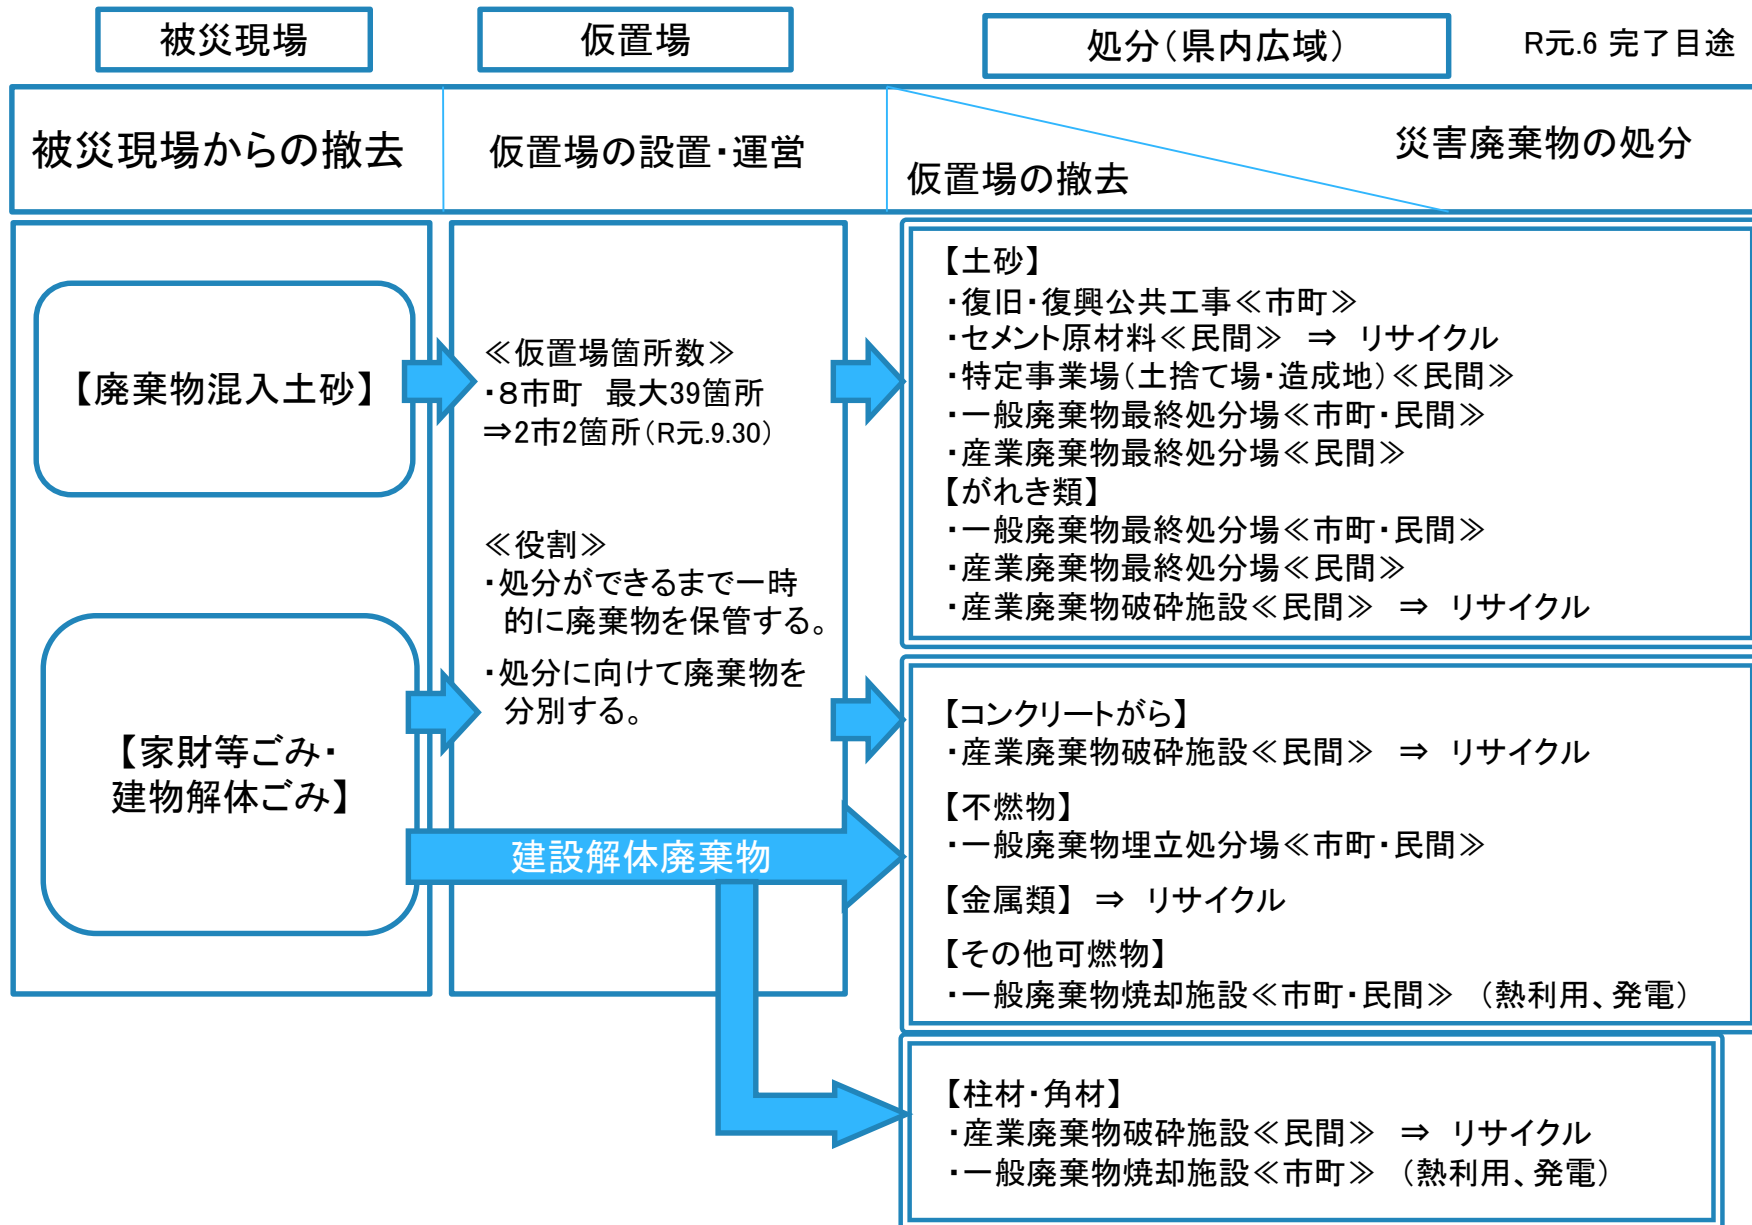 被災現場
仮置場
処分(県内広域)
R元.6 完了目途
被災現場からの撤去
仮置場の設置・運営
仮置場の撤去
災害廃棄物の処分
【廃棄物混入土砂】
【家財等ごみ・
建物解体ごみ】
≪仮置場箇所数≫
・8市町 最大39箇所
⇒2市2箇所(R元.9.30)
≪役割≫
・処分ができるまで一時
的に廃棄物を保管する。
・処分に向けて廃棄物を
分別する。
建設解体廃棄物
【土砂】
・復旧・復興公共工事≪市町≫
・セメント原材料≪民間≫ ⇒ リサイクル
・特定事業場(土捨て場・造成地)≪民間≫
・一般廃棄物最終処分場≪市町・民間≫
・産業廃棄物最終処分場≪民間≫
【がれき類】
・一般廃棄物最終処分場≪市町・民間≫
・産業廃棄物最終処分場≪民間≫
・産業廃棄物破砕施設≪民間≫ ⇒ リサイクル
【コンクリートがら】
・産業廃棄物破砕施設≪民間≫ ⇒ リサイクル
【不燃物】
・一般廃棄物埋立処分場≪市町・民間≫
【金属類】 ⇒ リサイクル
【その他可燃物】
・一般廃棄物焼却施設≪市町・民間≫ (熱利用、発電)
【柱材・角材】
・産業廃棄物破砕施設≪民間≫ ⇒ リサイクル
・一般廃棄物焼却施設≪市町≫ (熱利用、発電)